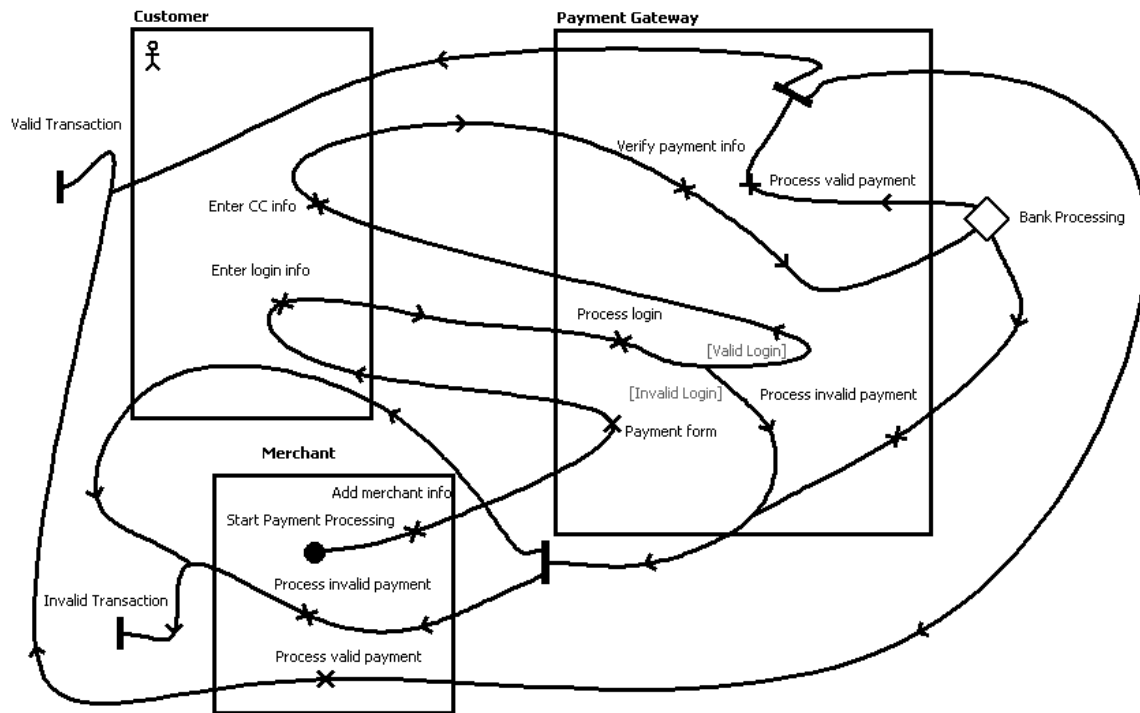 Customer
Payment Gateway
Valid Transaction
Verify payment info
Process valid payment
Enter CC info
Bank Processing
Enter login info
Process login
[Valid Login]
[Invalid Login]
Process invalid payment
Payment form
Merchant
Add merchant info
Start Payment Processing
Process invalid payment
Invalid Transaction
Process valid payment